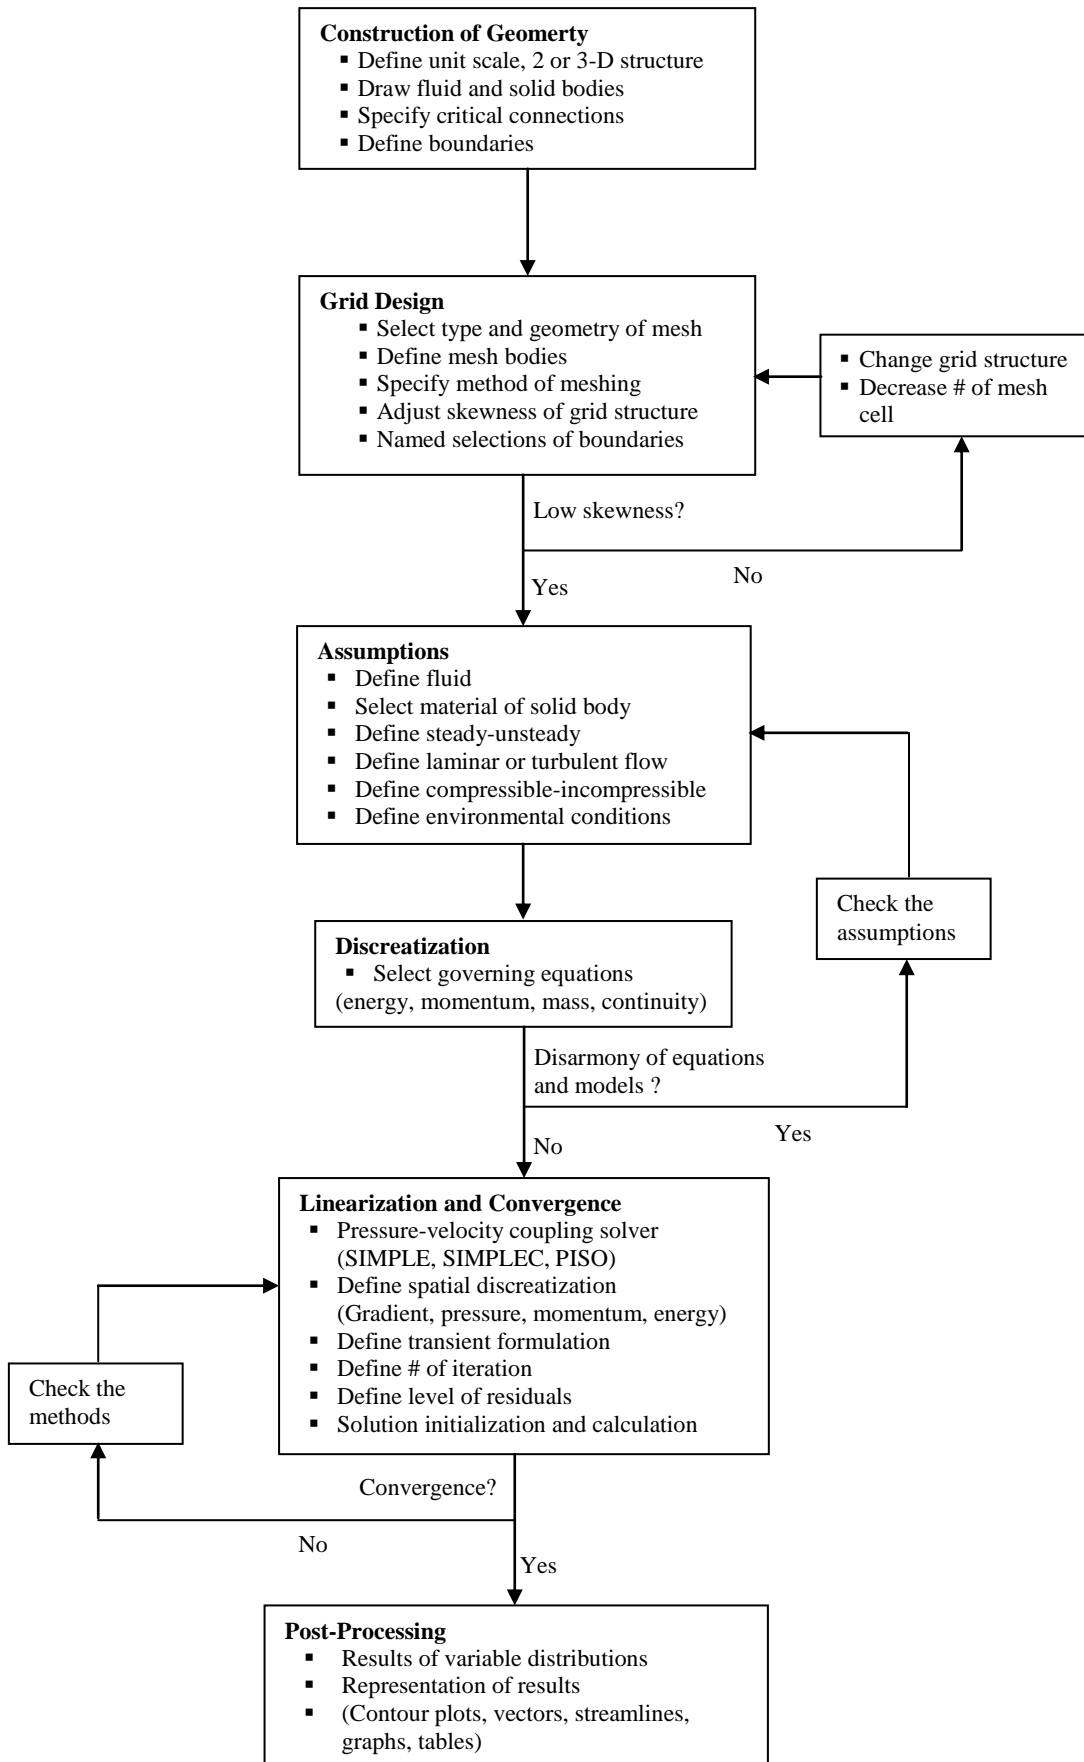 Construction of Geomerty
▪ Define unit scale, 2 or 3-D structure
▪ Draw fluid and solid bodies
▪ Specify critical connections
▪ Define boundaries
Grid Design
▪ Select type and geometry of mesh
▪ Define mesh bodies
▪ Specify method of meshing
▪ Adjust skewness of grid structure
▪ Named selections of boundaries
▪ Change grid structure
▪ Decrease # of mesh
cell
Low skewness?
No
Yes
Assumptions
▪ Define fluid
▪ Select material of solid body
▪ Define steady-unsteady
▪ Define laminar or turbulent flow
▪ Define compressible-incompressible
▪ Define environmental conditions
Check the
assumptions
Discreatization
▪ Select governing equations
(energy, momentum, mass, continuity)
Disarmony of equations
and models ?
Yes
No
Linearization and Convergence
▪ Pressure-velocity coupling solver
(SIMPLE, SIMPLEC, PISO)
▪ Define spatial discreatization
(Gradient, pressure, momentum, energy)
▪ Define transient formulation
▪ Define # of iteration
▪ Define level of residuals
▪ Solution initialization and calculation
Check the
methods
Convergence?
No
Yes
Post-Processing
▪ Results of variable distributions
▪ Representation of results
▪ (Contour plots, vectors, streamlines,
graphs, tables)